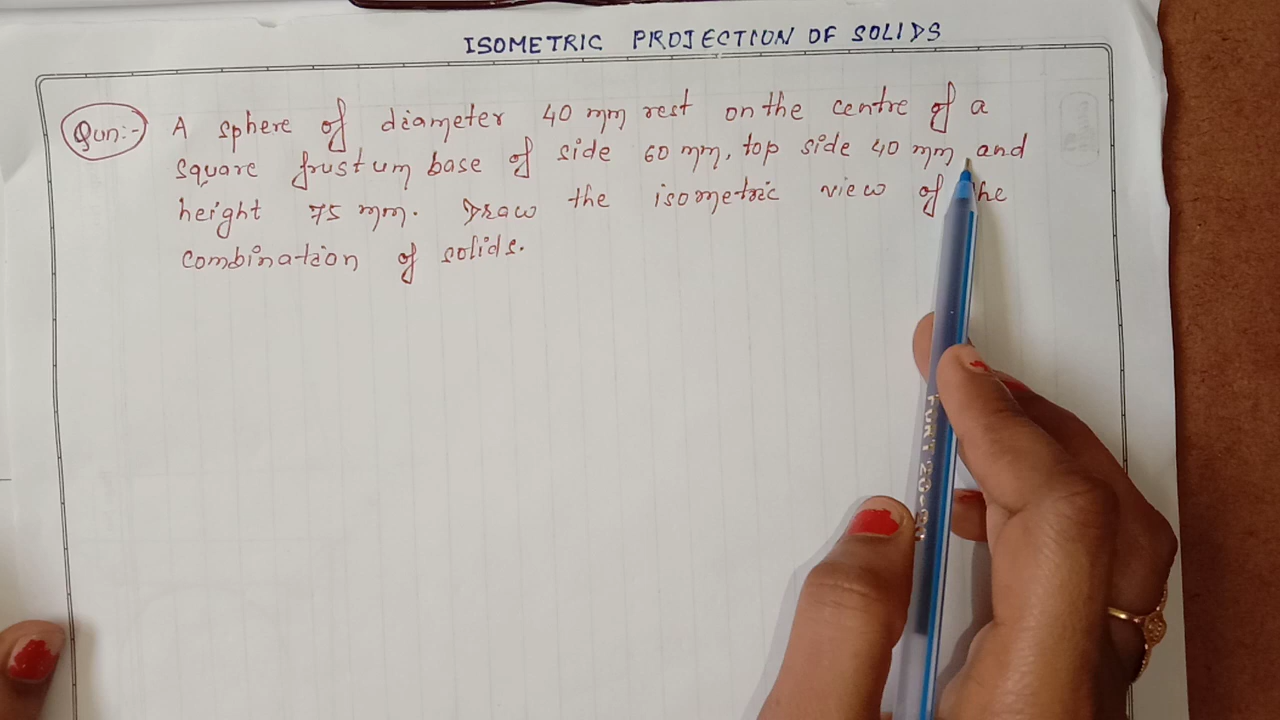 ISOMETRIC PROJECTION OF SOLIDS
Qun:- A sphere of diameter 40 mm rest on the centre of a
square frustum base of side 60 mm, top side 40 mm and
height 75 mm. Draw the isometric view of the
combination of solids.